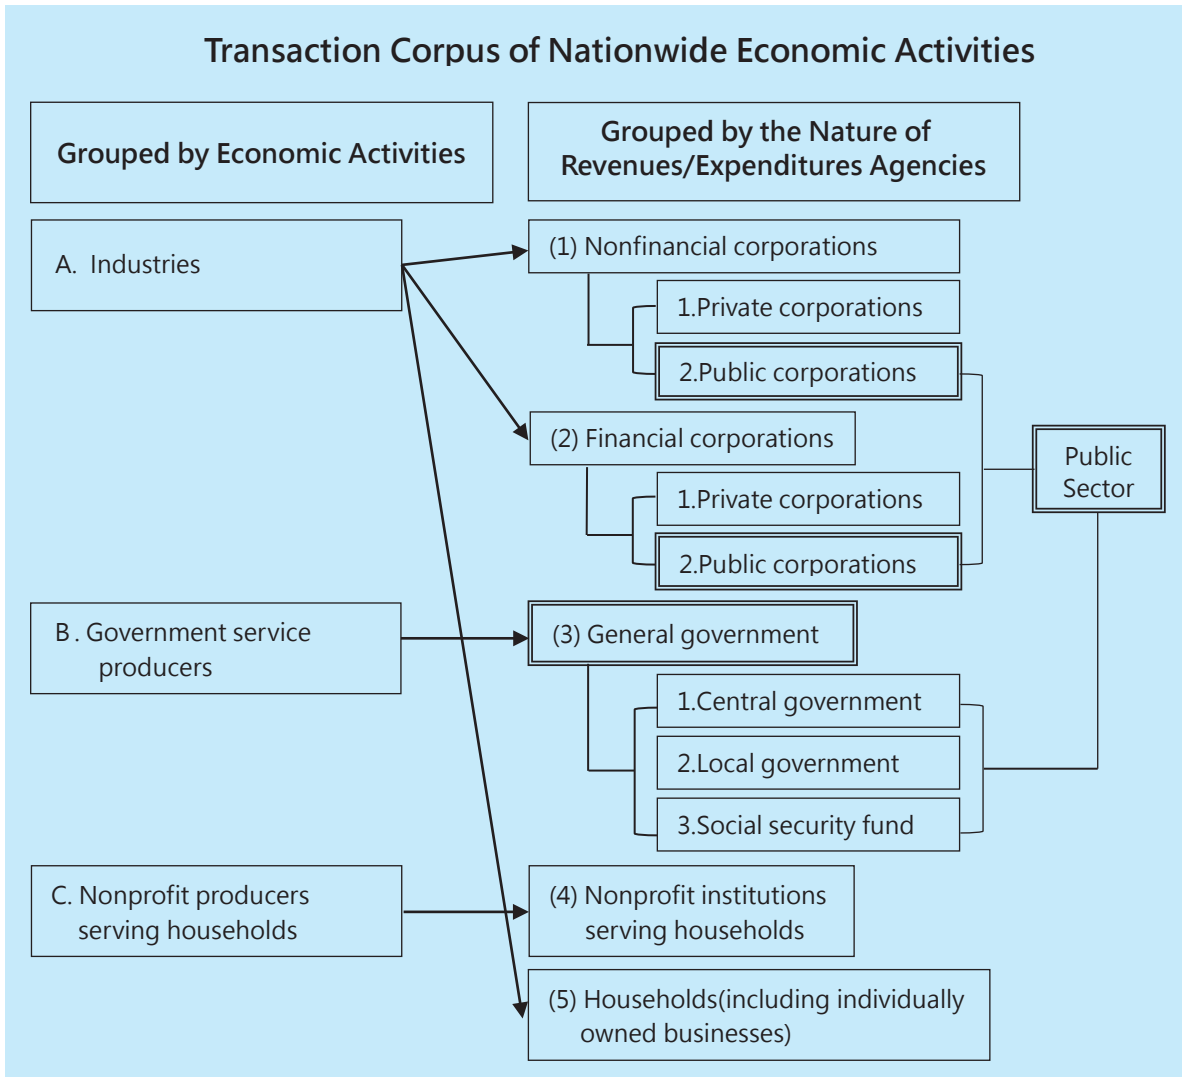 Transaction Corpus of Nationwide Economic Activities
Grouped by Economic Activities
Grouped by the Nature of
Revenues/Expenditures Agencies
A. Industries
(1) Nonfinancial corporations
1.Private corporations
2.Public corporations
(2) Financial corporations
1.Private corporations
2.Public corporations
Public
Sector
B. Government service
producers
(3) General government
1.Central government
2.Local government
3.Social security fund
C. Nonprofit producers
serving households
(4) Nonprofit institutions
serving households
(5) Households(including individually
owned businesses)